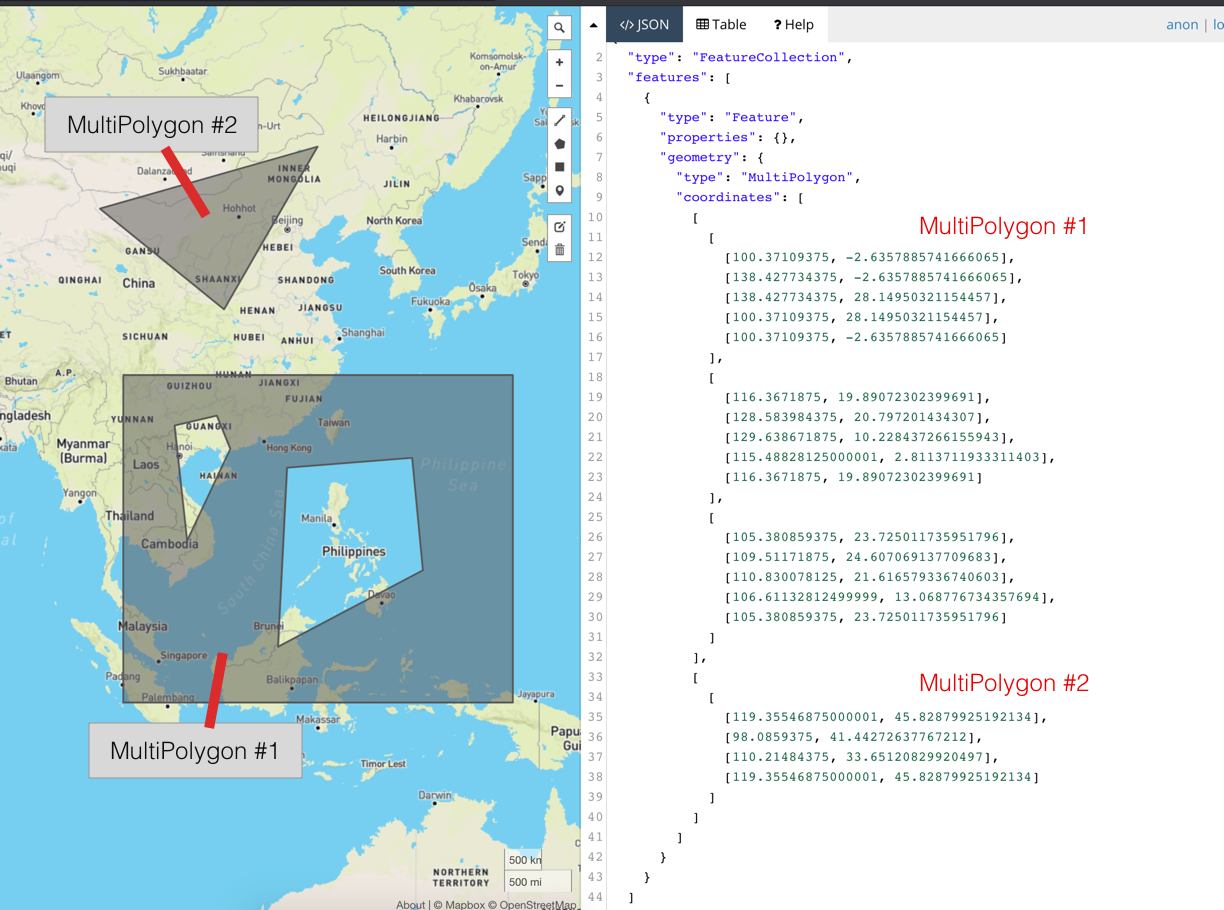 Komsomolsk-
on-Amur
Sukhbaatar
Ulaangom
Khabarovsk
MultiPolygon #2
HEILONGJIANG
Harbin
n-Urt
Sainshand
Dalanzad
INNER
MONGOLIA
JILIN
Sapp
Hohhot
Beijing
North Korea
HEBEI
GANSU
Send
QINGHAI
China
SHAANXI
SHANDONG
South Korea
Tokyo
Ōsaka
Fukuoka
HENAN
JIANGSU
SICHUAN
HUBEI
ANHUI
Shanghai
Bhutan
A.P.
HUNAN
JIANGXI
GUIZHOU
FUJIAN
ngladesh
YUNNAN
GUANGXI
Taiwan
Myanmar
(Burma)
Hanoi
Hong Kong
Laos
HAINAN
Philippine
Sea
Yangon
Thailand
Manila
Cambodia
Philippines
South China Sea
Davao
Malaysia
Brunei
Singapore
Padang
Balikpapan
Palembang
Jayapura
Makassar
Papu
Gui
MultiPolygon #1
Timor Lest
Darwin
NORTHERN
TERRITORY
500 km
500 mi
About | © Mapbox © OpenStreetMap
</> JSON
Table
? Help
anon | lo
2 "type": "FeatureCollection",
3 "features": [
4 {
5 "type": "Feature",
6 "properties": {},
7 "geometry": {
8 "type": "MultiPolygon",
9 "coordinates": [
10 [
MultiPolygon #1
11 [
12 [100.37109375, -2.6357885741666065],
13 [138.427734375, -2.6357885741666065],
14 [138.427734375, 28.14950321154457],
15 [100.37109375, 28.14950321154457],
16 [100.37109375, -2.6357885741666065]
17 ],
18 [
19 [116.3671875, 19.89072302399691],
20 [128.583984375, 20.797201434307],
21 [129.638671875, 10.228437266155943],
22 [115.48828125000001, 2.8113711933311403],
23 [116.3671875, 19.89072302399691]
24 ],
25 [
26 [105.380859375, 23.725011735951796],
27 [109.51171875, 24.607069137709683],
28 [110.830078125, 21.616579336740603],
29 [106.61132812499999, 13.068776734357694],
30 [105.380859375, 23.725011735951796]
31 ]
32 ],
33 [
MultiPolygon #2
34 [
35 [119.35546875000001, 45.82879925192134],
36 [98.0859375, 41.44272637767212],
37 [110.21484375, 33.65120829920497],
38 [119.35546875000001, 45.82879925192134]
39 ]
40 ]
41 ]
42 }
43 }
44 ]